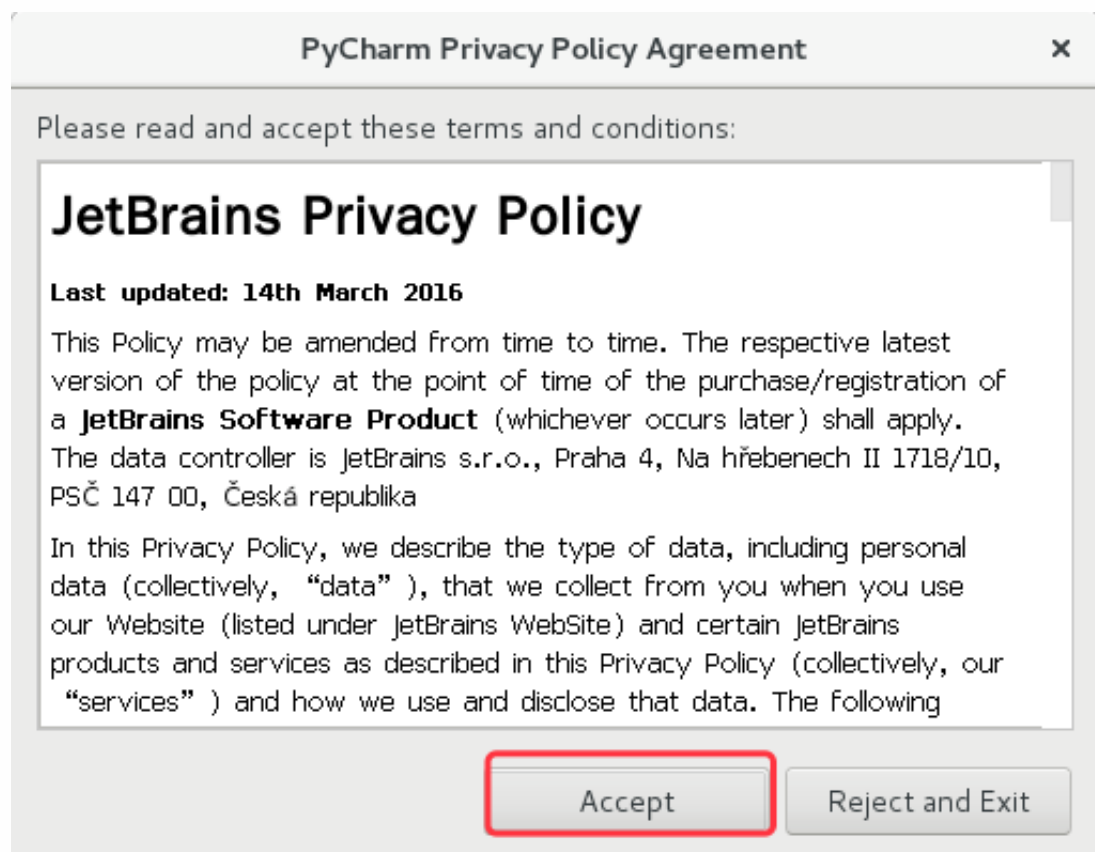 PyCharm Privacy Policy Agreement ×
Please read and accept these terms and conditions:
JetBrains Privacy Policy
Last updated: 14th March 2016
This Policy may be amended from time to time. The respective latest
version of the policy at the point of time of the purchase/registration of
a JetBrains Software Product (whichever occurs later) shall apply.
The data controller is JetBrains s.r.o., Praha 4, Na hřebenech II 1718/10,
PSČ 147 00, Česká republika
In this Privacy Policy, we describe the type of data, including personal
data (collectively, “data” ), that we collect from you when you use
our Website (listed under JetBrains WebSite) and certain JetBrains
products and services as described in this Privacy Policy (collectively, our
“services” ) and how we use and disclose that data. The following
Accept Reject and Exit